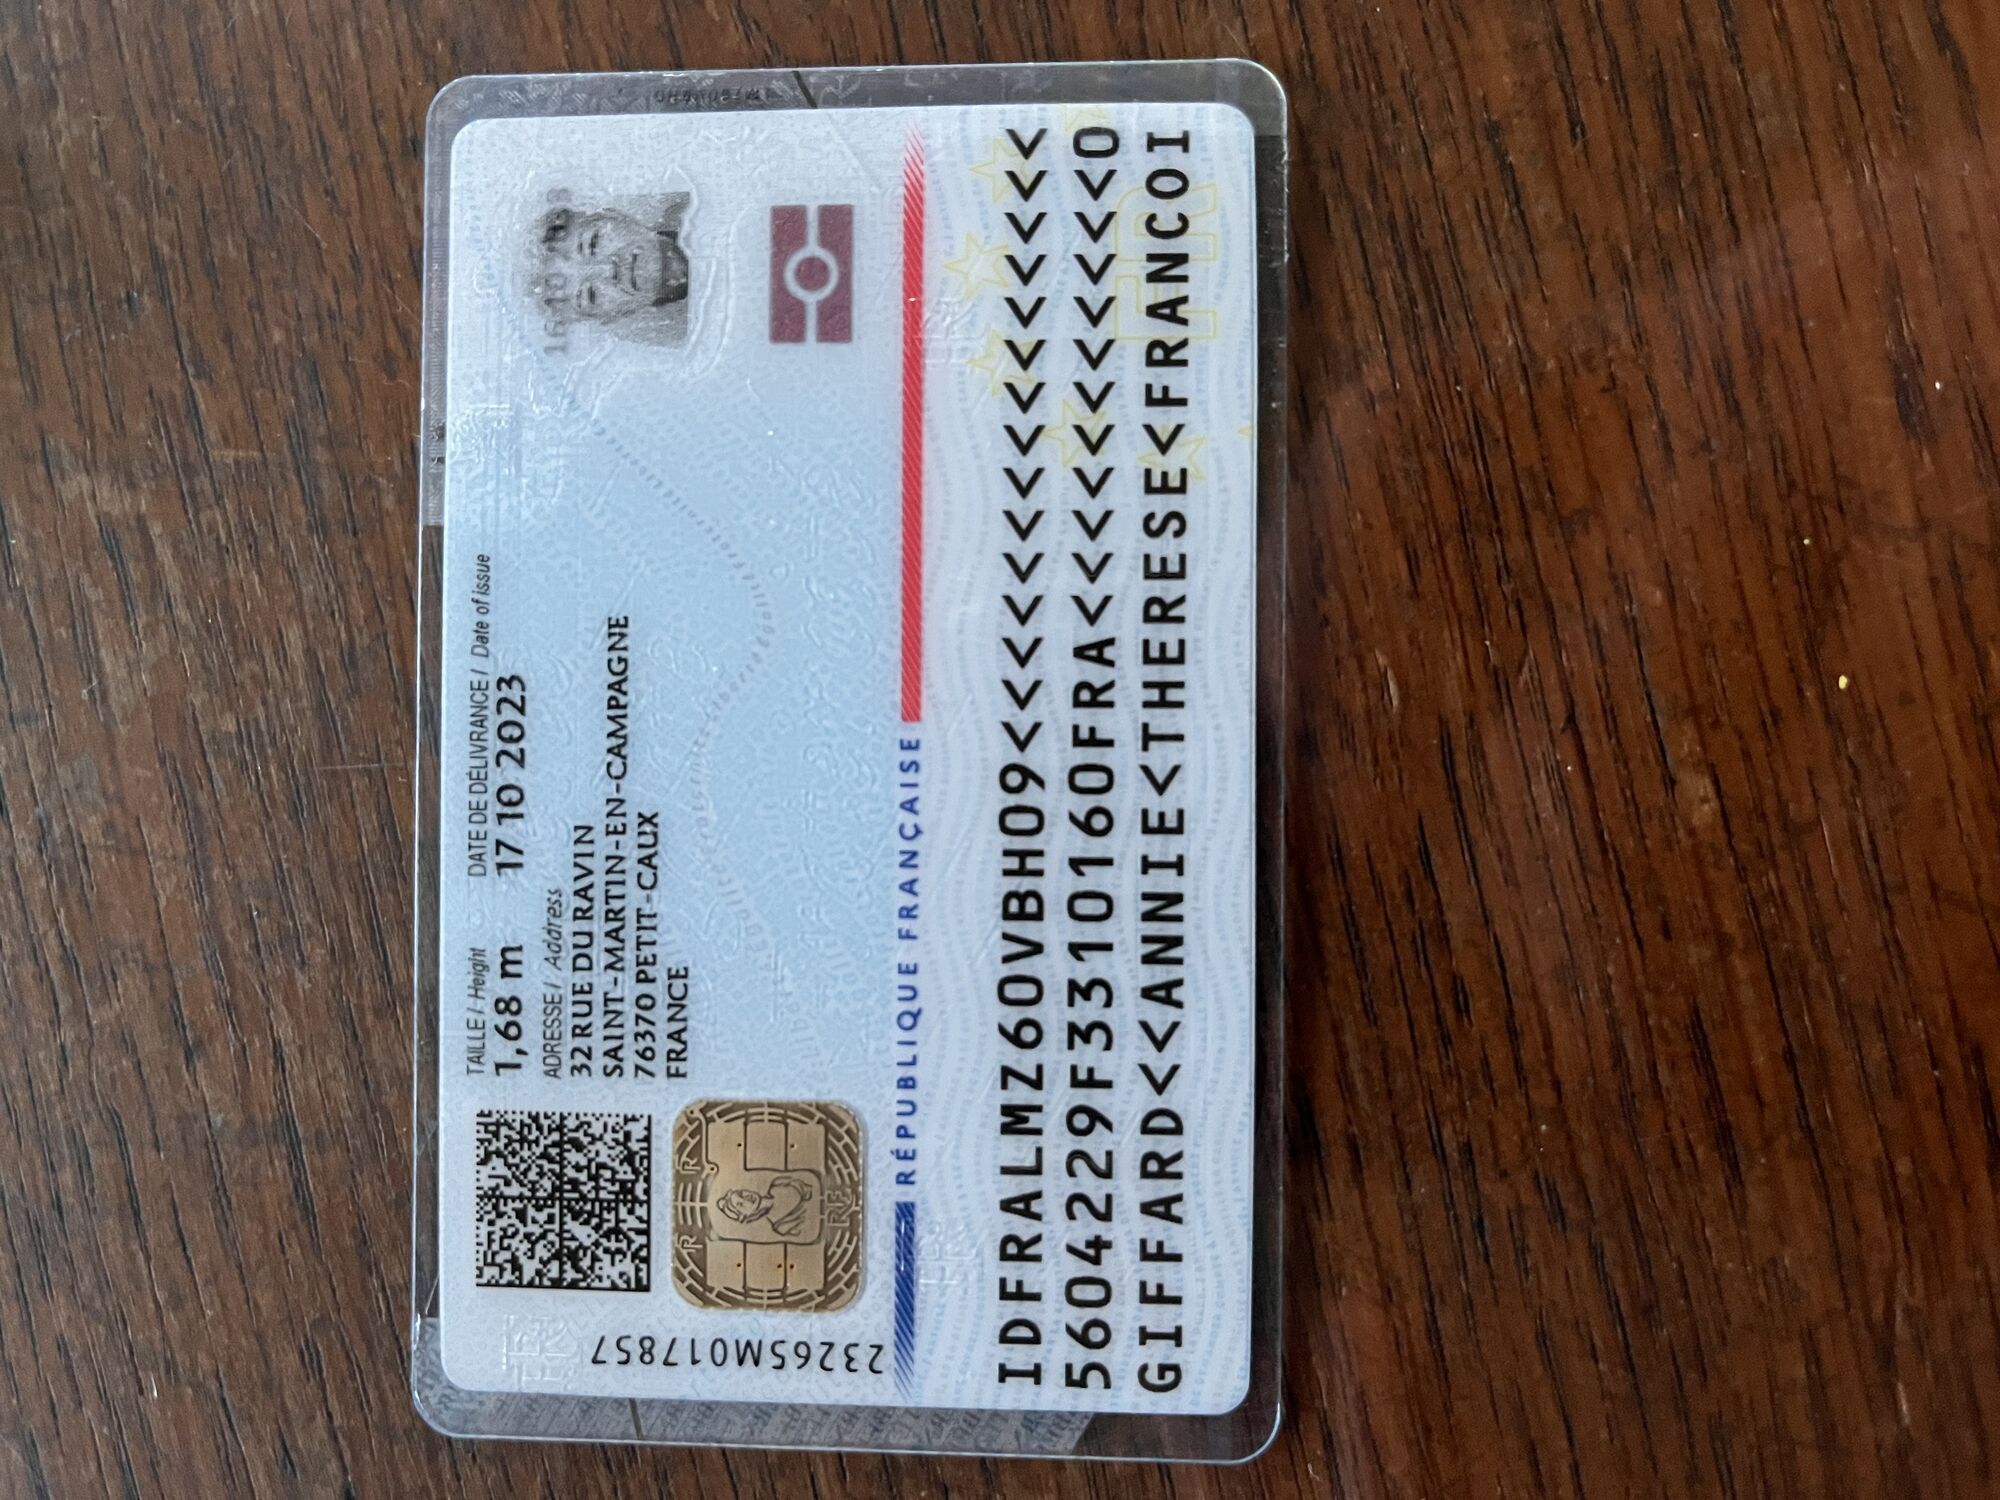 TAILLE / Height
DATE DE DÉLIVRANCE / Date of issue
1,68 m
17 10 2023
ADRESSE / Address
32 RUE DU RAVIN
SAINT-MARTIN-EN-CAMPAGNE
76370 PETIT-CAUX
FRANCE
23265M017857
RÉPUBLIQUE FRANÇAISE
IDFRALMZ60VBH09<<<<<<<<<<<<<<<
5604229F3310160FRA<<<<<<<<<<<0
GIFFARD<<ANNIE<THERESE<FRANCOI